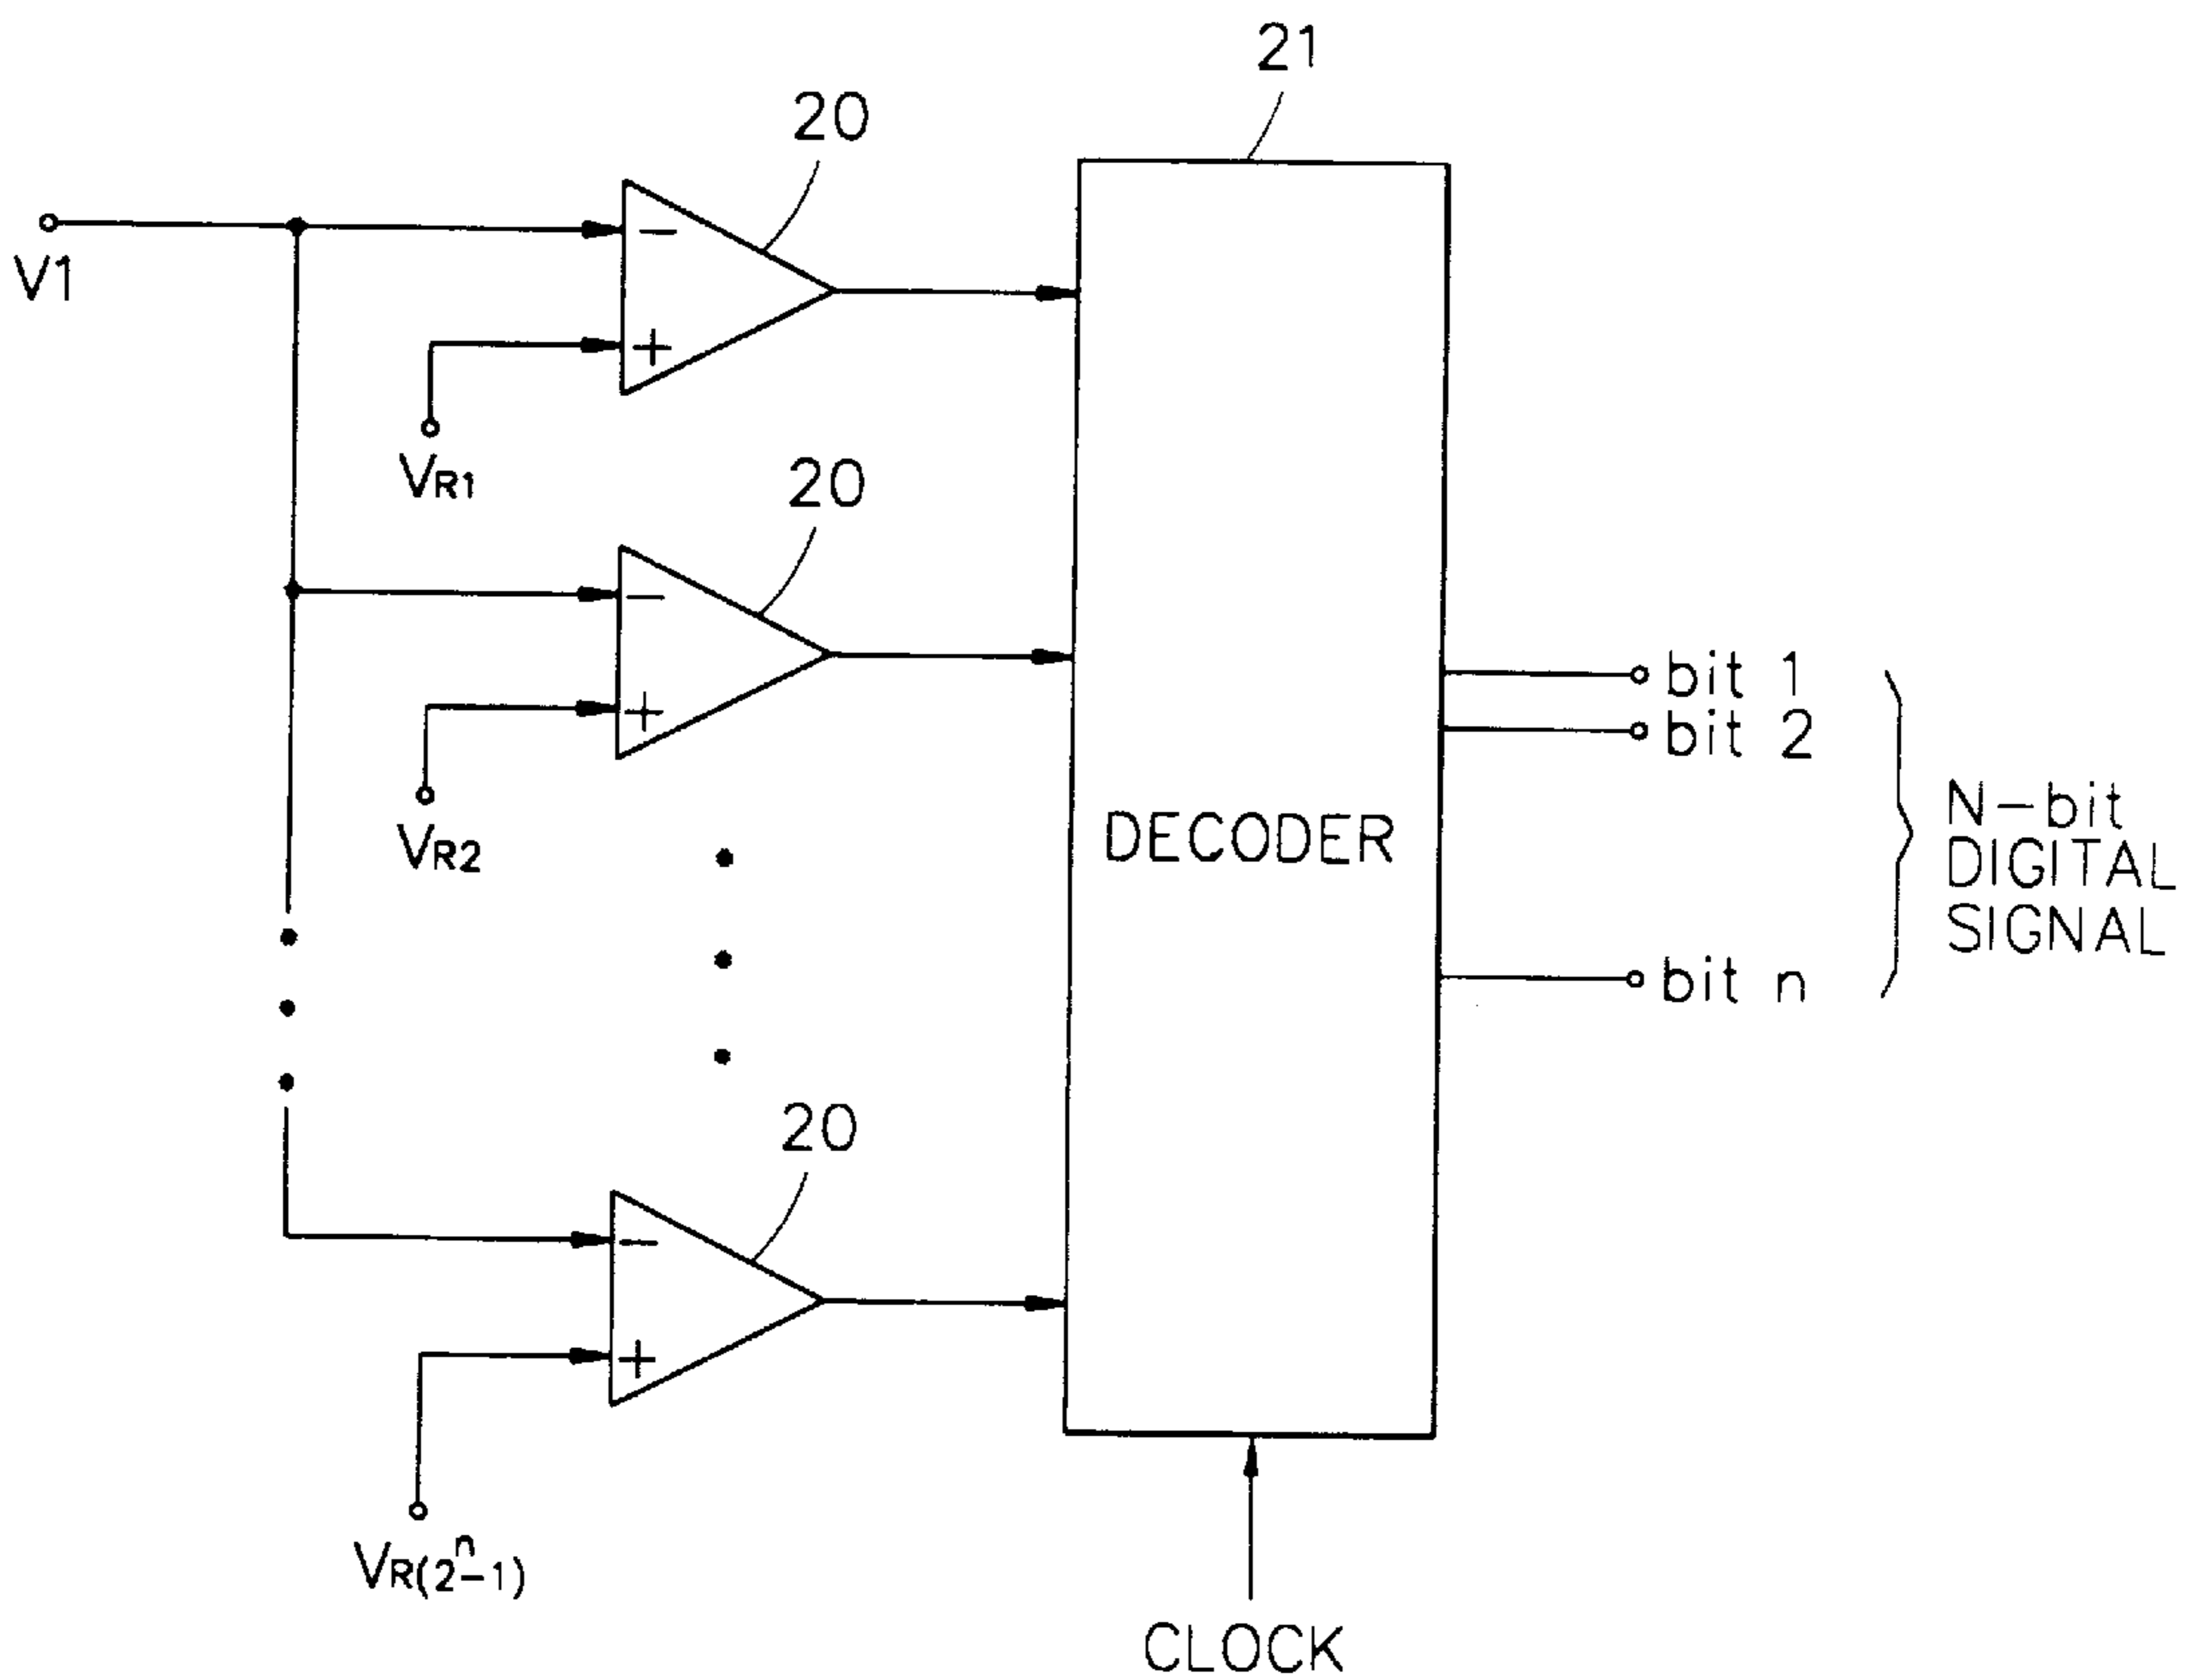 21
20
V1
− +
VR1
20
− +
VR2
bit 1
bit 2
DECODER
N-bit
DIGITAL
SIGNAL
bit n
20
− +
VR(2ⁿ-1)
CLOCK